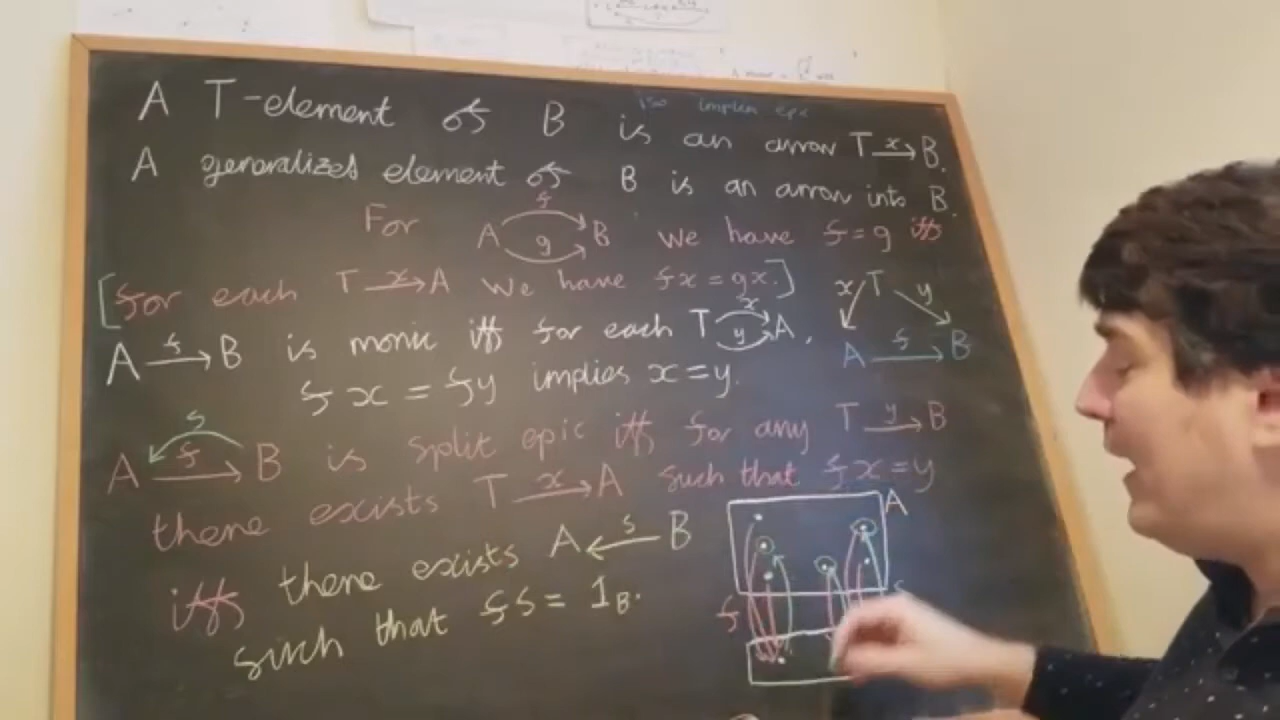 Iso implies epic
A T-element of B is an arrow T x→ B.
A generalized element of B is an arrow into B.
For A f g B we have f=g iff
[for each T x→ A we have fx=gx.]
A f→ B is monic iff for each T x y A,
fx = fy implies x=y.
x T y
A f→ B
s
A f→ B is split epic iff for any T y→ B
there exists T x→ A such that fx=y
iff there exists A ←s B
such that fs = 1B.
A
f